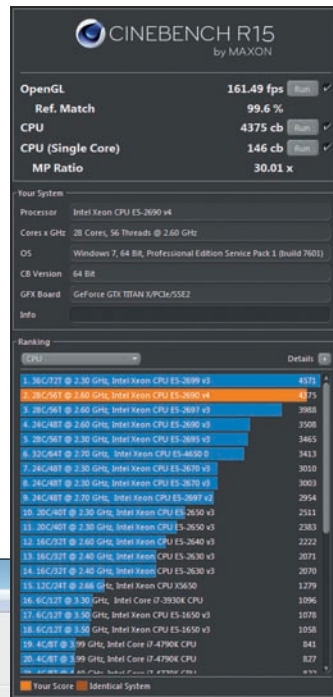 CINEBENCH R15
by MAXON
OpenGL 161.49 fps Run
Ref. Match 99.6 %
CPU 4375 cb Run
CPU (Single Core) 146 cb Run
MP Ratio 30.01 x
Your System
Processor Intel Xeon CPU E5-2690 v4
Cores x GHz 28 Cores, 56 Threads @ 2.60 GHz
OS Windows 7, 64 Bit, Professional Edition Service Pack 1 (build 7601)
CB Version 64 Bit
GFX Board GeForce GTX TITAN X/PCIe/SSE2
Info
Ranking
CPU Details
1. 36C/72T @ 2.30 GHz, Intel Xeon CPU E5-2699 v3 4571
2. 28C/56T @ 2.60 GHz, Intel Xeon CPU E5-2690 v4 4375
3. 28C/56T @ 2.60 GHz, Intel Xeon CPU E5-2697 v3 3988
4. 24C/48T @ 2.60 GHz, Intel Xeon CPU E5-2690 v3 3508
5. 28C/56T @ 2.30 GHz, Intel Xeon CPU E5-2695 v3 3465
6. 32C/64T @ 2.70 GHz, Intel Xeon CPU E5-4650 0 3413
7. 24C/48T @ 2.30 GHz, Intel Xeon CPU E5-2670 v3 3010
8. 24C/48T @ 2.30 GHz, Intel Xeon CPU E5-2670 v3 3003
9. 24C/48T @ 2.70 GHz, Intel Xeon CPU E5-2697 v2 2954
10. 20C/40T @ 2.30 GHz, Intel Xeon CPU E5-2650 v3 2511
11. 20C/40T @ 2.30 GHz, Intel Xeon CPU E5-2650 v3 2383
12. 16C/32T @ 2.60 GHz, Intel Xeon CPU E5-2640 v3 2222
13. 16C/32T @ 2.40 GHz, Intel Xeon CPU E5-2630 v3 2071
14. 16C/32T @ 2.40 GHz, Intel Xeon CPU E5-2630 v3 2070
15. 12C/24T @ 2.66 GHz, Intel Xeon CPU X5650 1279
16. 6C/12T @ 3.30 GHz, Intel Core i7-3930K CPU 1096
17. 6C/12T @ 3.50 GHz, Intel Xeon CPU E5-1650 v3 1078
18. 6C/12T @ 3.50 GHz, Intel Xeon CPU E5-1650 v3 1058
19. 4C/8T @ 3.99 GHz, Intel Core i7-4790K CPU 841
20. 4C/8T @ 3.99 GHz, Intel Core i7-4790K CPU 827
Your Score Identical System